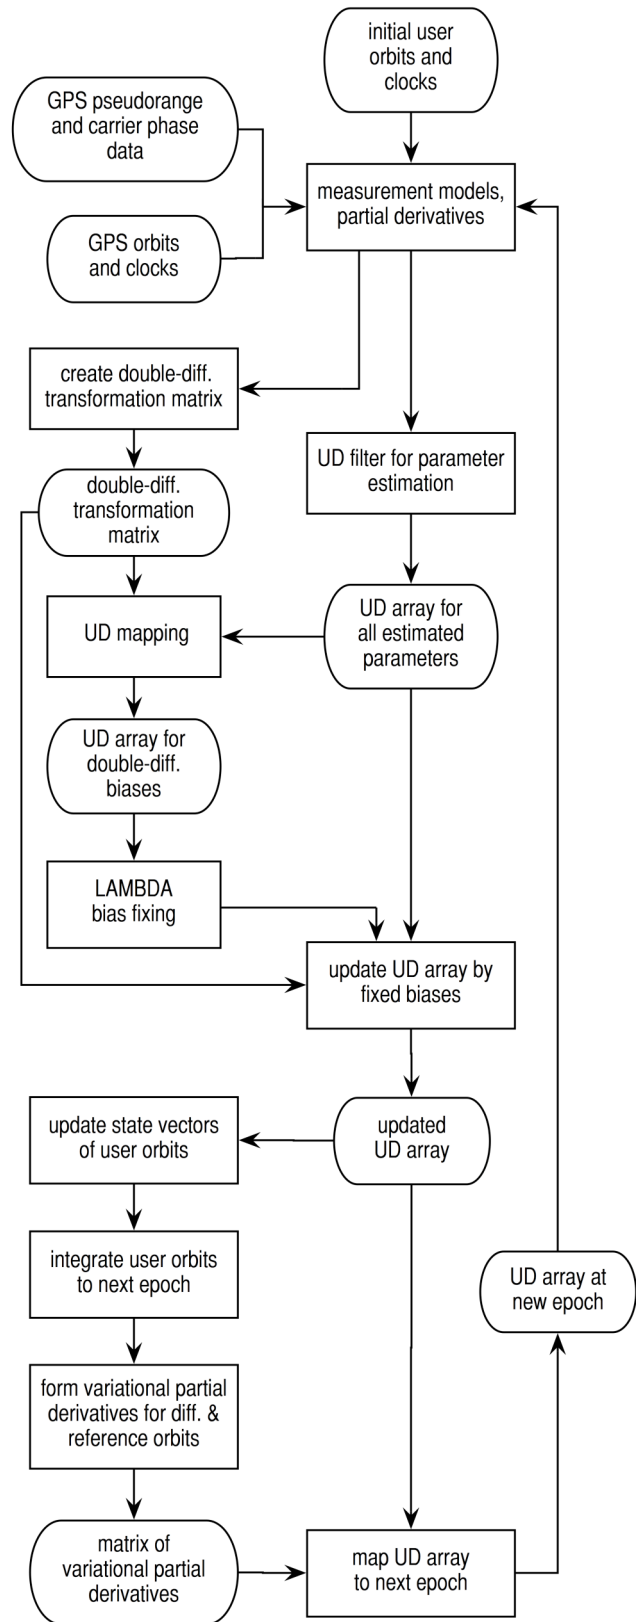 initial user
orbits and
clocks
GPS pseudorange
and carrier phase
data
measurement models,
partial derivatives
GPS orbits
and clocks
create double-diff.
transformation matrix
UD filter for parameter
estimation
double-diff.
transformation
matrix
UD mapping
UD array for
all estimated
parameters
UD array for
double-diff.
biases
LAMBDA
bias fixing
update UD array by
fixed biases
update state vectors
of user orbits
updated
UD array
integrate user orbits
to next epoch
UD array at
new epoch
form variational partial
derivatives for diff. &
reference orbits
matrix of
variational partial
derivatives
map UD array
to next epoch